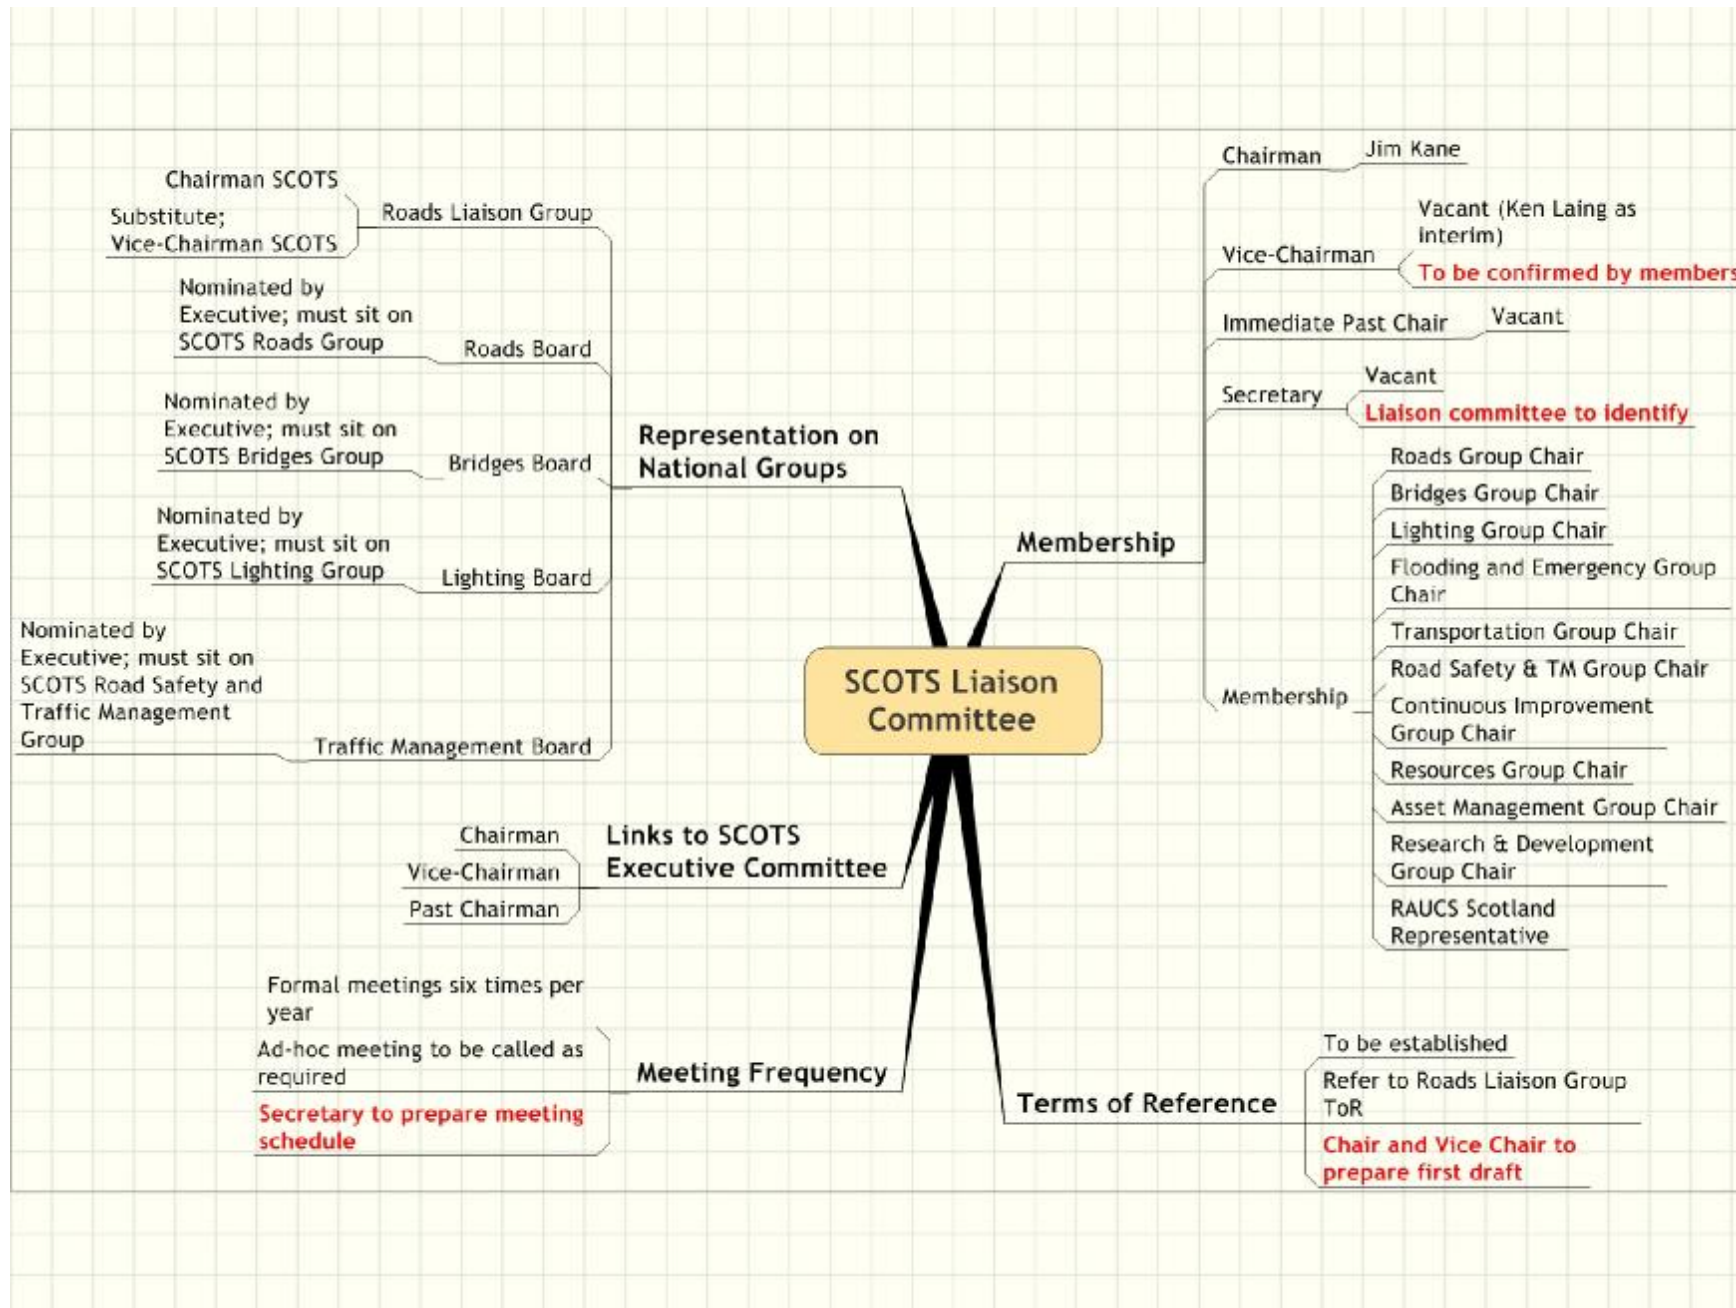 SCOTS Liaison
Committee
Membership
Chairman
Jim Kane
Vice-Chairman
Vacant (Ken Laing as
interim)
To be confirmed by members
Immediate Past Chair
Vacant
Secretary
Vacant
Liaison committee to identify
Membership
Roads Group Chair
Bridges Group Chair
Lighting Group Chair
Flooding and Emergency Group
Chair
Transportation Group Chair
Road Safety & TM Group Chair
Continuous Improvement
Group Chair
Resources Group Chair
Asset Management Group Chair
Research & Development
Group Chair
RAUCS Scotland
Representative
Terms of Reference
To be established
Refer to Roads Liaison Group
ToR
Chair and Vice Chair to
prepare first draft
Representation on
National Groups
Roads Liaison Group
Chairman SCOTS
Substitute;
Vice-Chairman SCOTS
Roads Board
Nominated by
Executive; must sit on
SCOTS Roads Group
Bridges Board
Nominated by
Executive; must sit on
SCOTS Bridges Group
Lighting Board
Nominated by
Executive; must sit on
SCOTS Lighting Group
Traffic Management Board
Nominated by
Executive; must sit on
SCOTS Road Safety and
Traffic Management
Group
Links to SCOTS
Executive Committee
Chairman
Vice-Chairman
Past Chairman
Meeting Frequency
Formal meetings six times per
year
Ad-hoc meeting to be called as
required
Secretary to prepare meeting
schedule